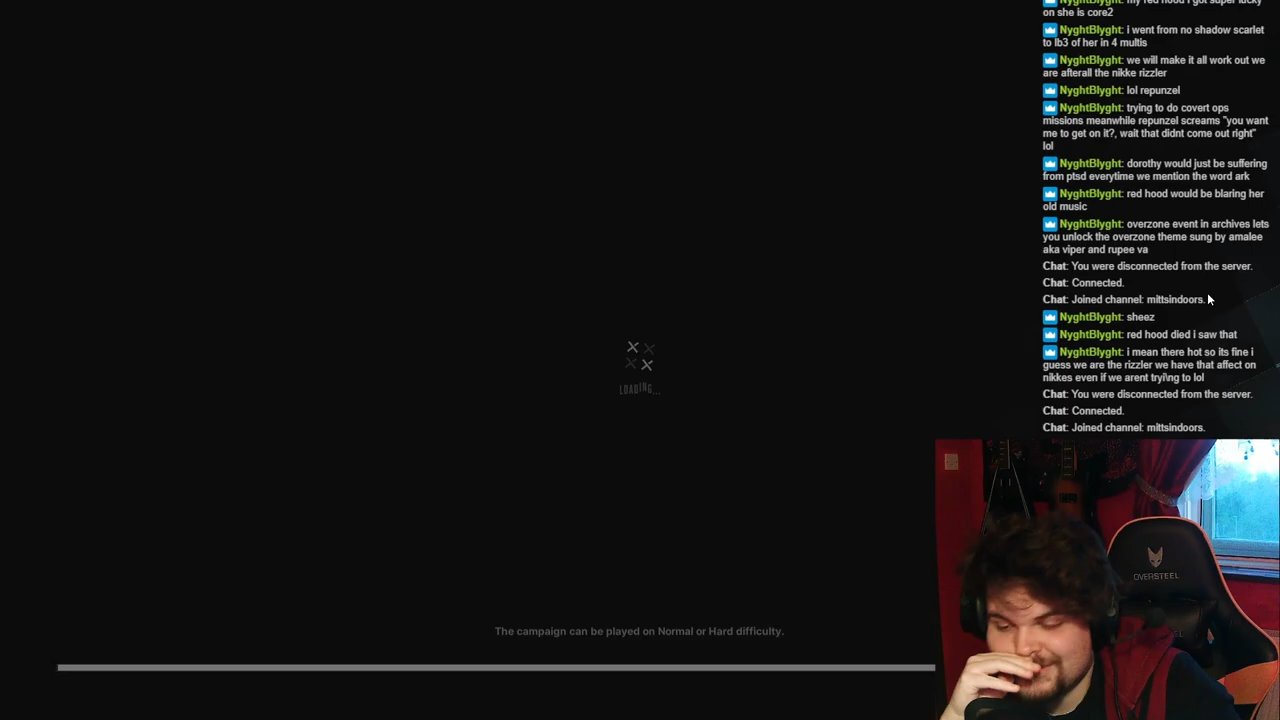 NyghtBlyght: my red hood i got super lucky
on she is core2
NyghtBlyght: i went from no shadow scarlet
to lb3 of her in 4 multis
NyghtBlyght: we will make it all work out we
are afterall the nikke rizzler
NyghtBlyght: lol repunzel
NyghtBlyght: trying to do covert ops
missions meanwhile repunzel screams "you want
me to get on it?, wait that didnt come out right"
lol
NyghtBlyght: dorothy would just be suffering
from ptsd everytime we mention the word ark
NyghtBlyght: red hood would be blaring her
old music
NyghtBlyght: overzone event in archives lets
you unlock the overzone theme sung by amalee
aka viper and rupee va
Chat: You were disconnected from the server.
Chat: Connected.
Chat: Joined channel: mittsindoors.
NyghtBlyght: sheez
NyghtBlyght: red hood died i saw that
NyghtBlyght: i mean there hot so its fine i
guess we are the rizzler we have that affect on
nikkes even if we arent tryi\ng to lol
Chat: You were disconnected from the server.
Chat: Connected.
Chat: Joined channel: mittsindoors.
LOADING...
OVERSTEEL
The campaign can be played on Normal or Hard difficulty.